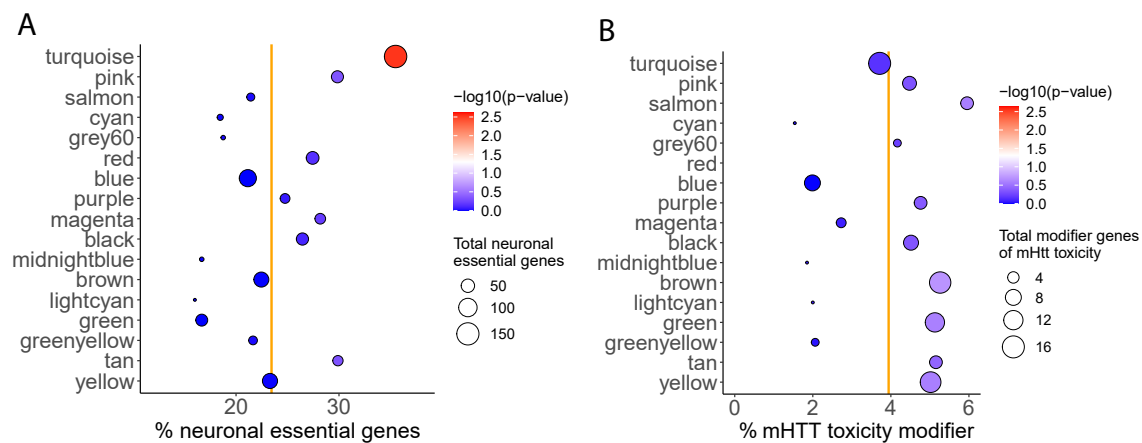 A
turquoise
pink
salmon
cyan
grey60
red
blue
purple
magenta
black
midnightblue
brown
lightcyan
green
greenyellow
tan
yellow
20
30
% neuronal essential genes
−log10(p−value)
2.5
2.0
1.5
1.0
0.5
0.0
Total neuronal
essential genes
50
100
150
B
turquoise
pink
salmon
cyan
grey60
red
blue
purple
magenta
black
midnightblue
brown
lightcyan
green
greenyellow
tan
yellow
0
2
4
6
% mHTT toxicity modifier
−log10(p−value)
2.5
2.0
1.5
1.0
0.5
0.0
Total modifier genes
of mHtt toxicity
4
8
12
16